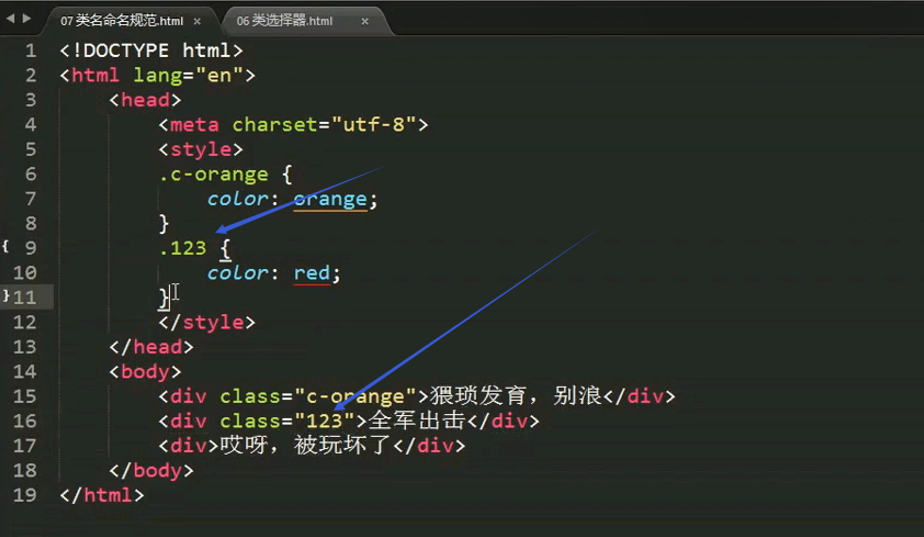 07 类名命名规范.html × 06 类选择器.html ×
1 <!DOCTYPE html>
2 <html lang="en">
3 <head>
4 <meta charset="utf-8">
5 <style>
6 .c-orange {
7 color: orange;
8 }
{ 9 .123 {
10 color: red;
} 11 }
12 </style>
13 </head>
14 <body>
15 <div class="c-orange">猥琐发育，别浪</div>
16 <div class="123">全军出击</div>
17 <div>哎呀，被玩坏了</div>
18 </body>
19 </html>